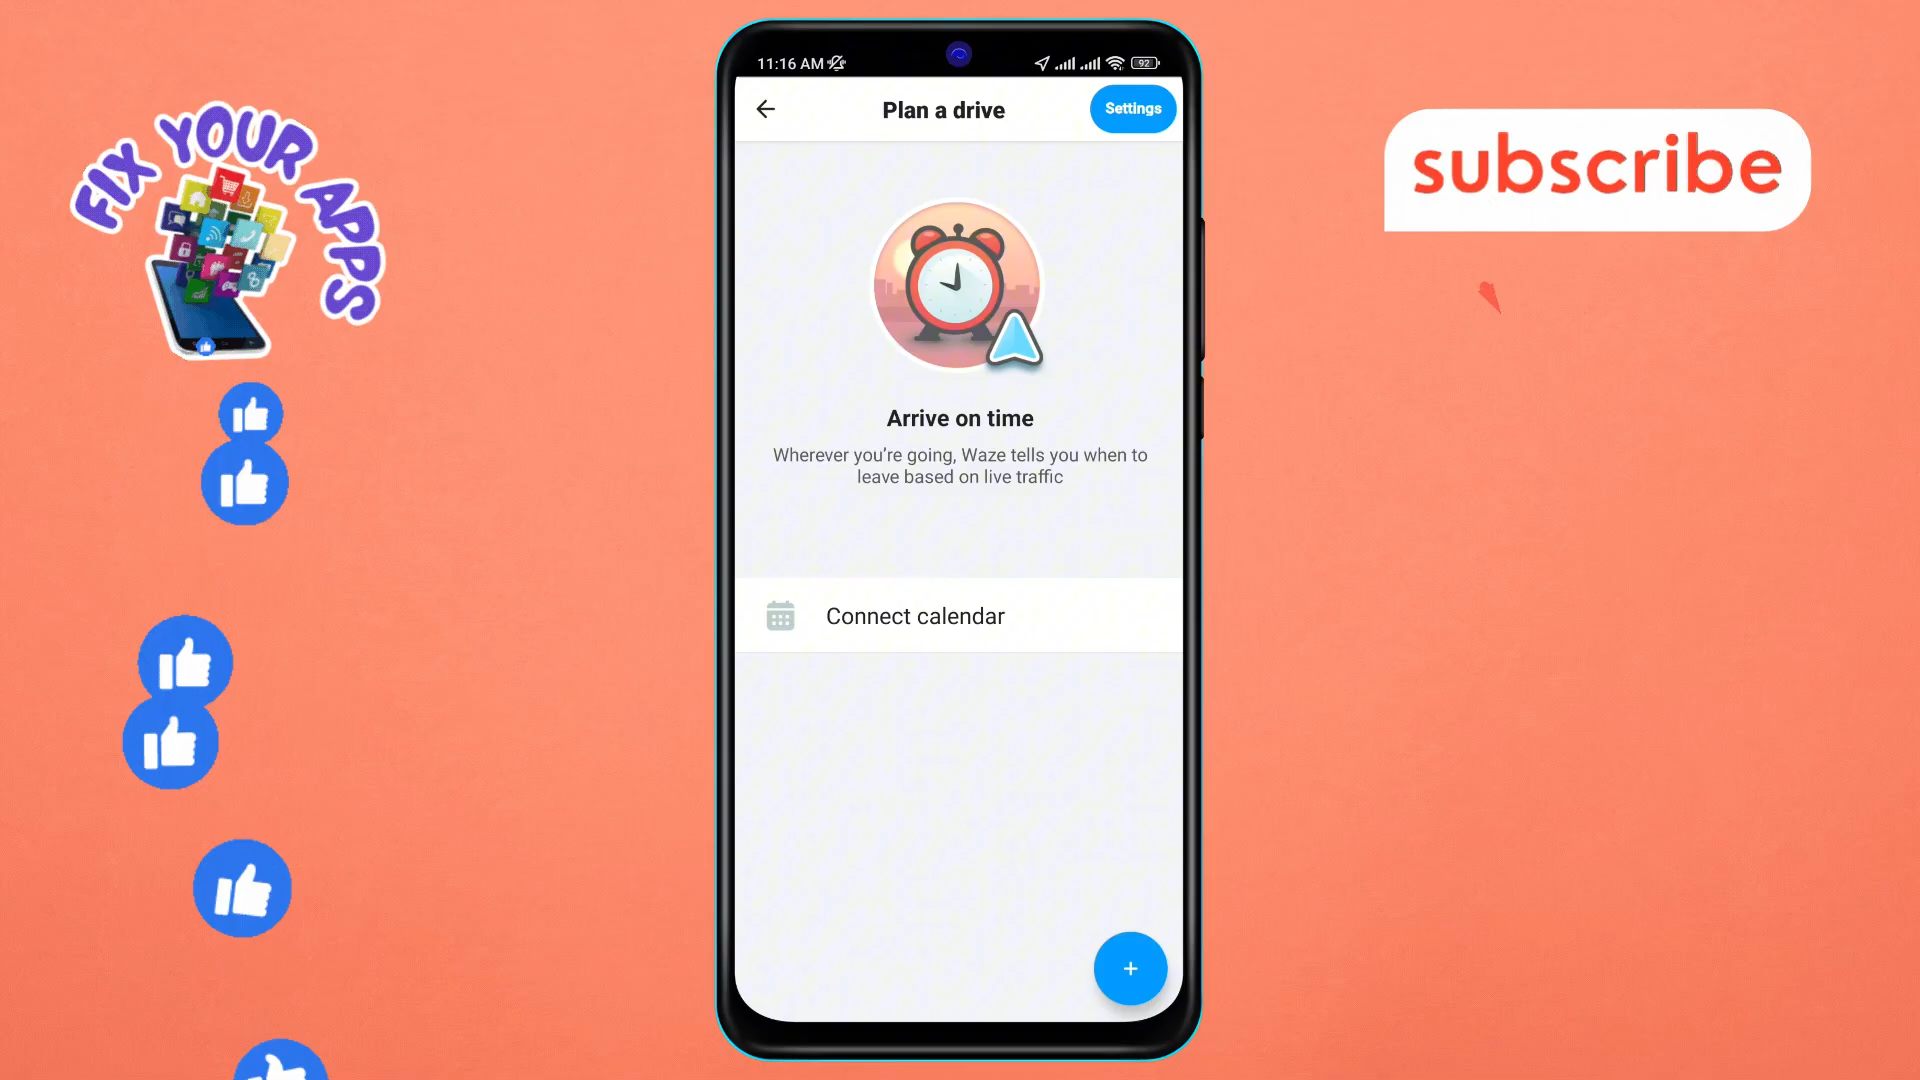 FIX YOUR APPS
subscribe
11:16 AM
92
Plan a drive
Settings
Arrive on time
Wherever you're going, Waze tells you when to
leave based on live traffic
Connect calendar
+